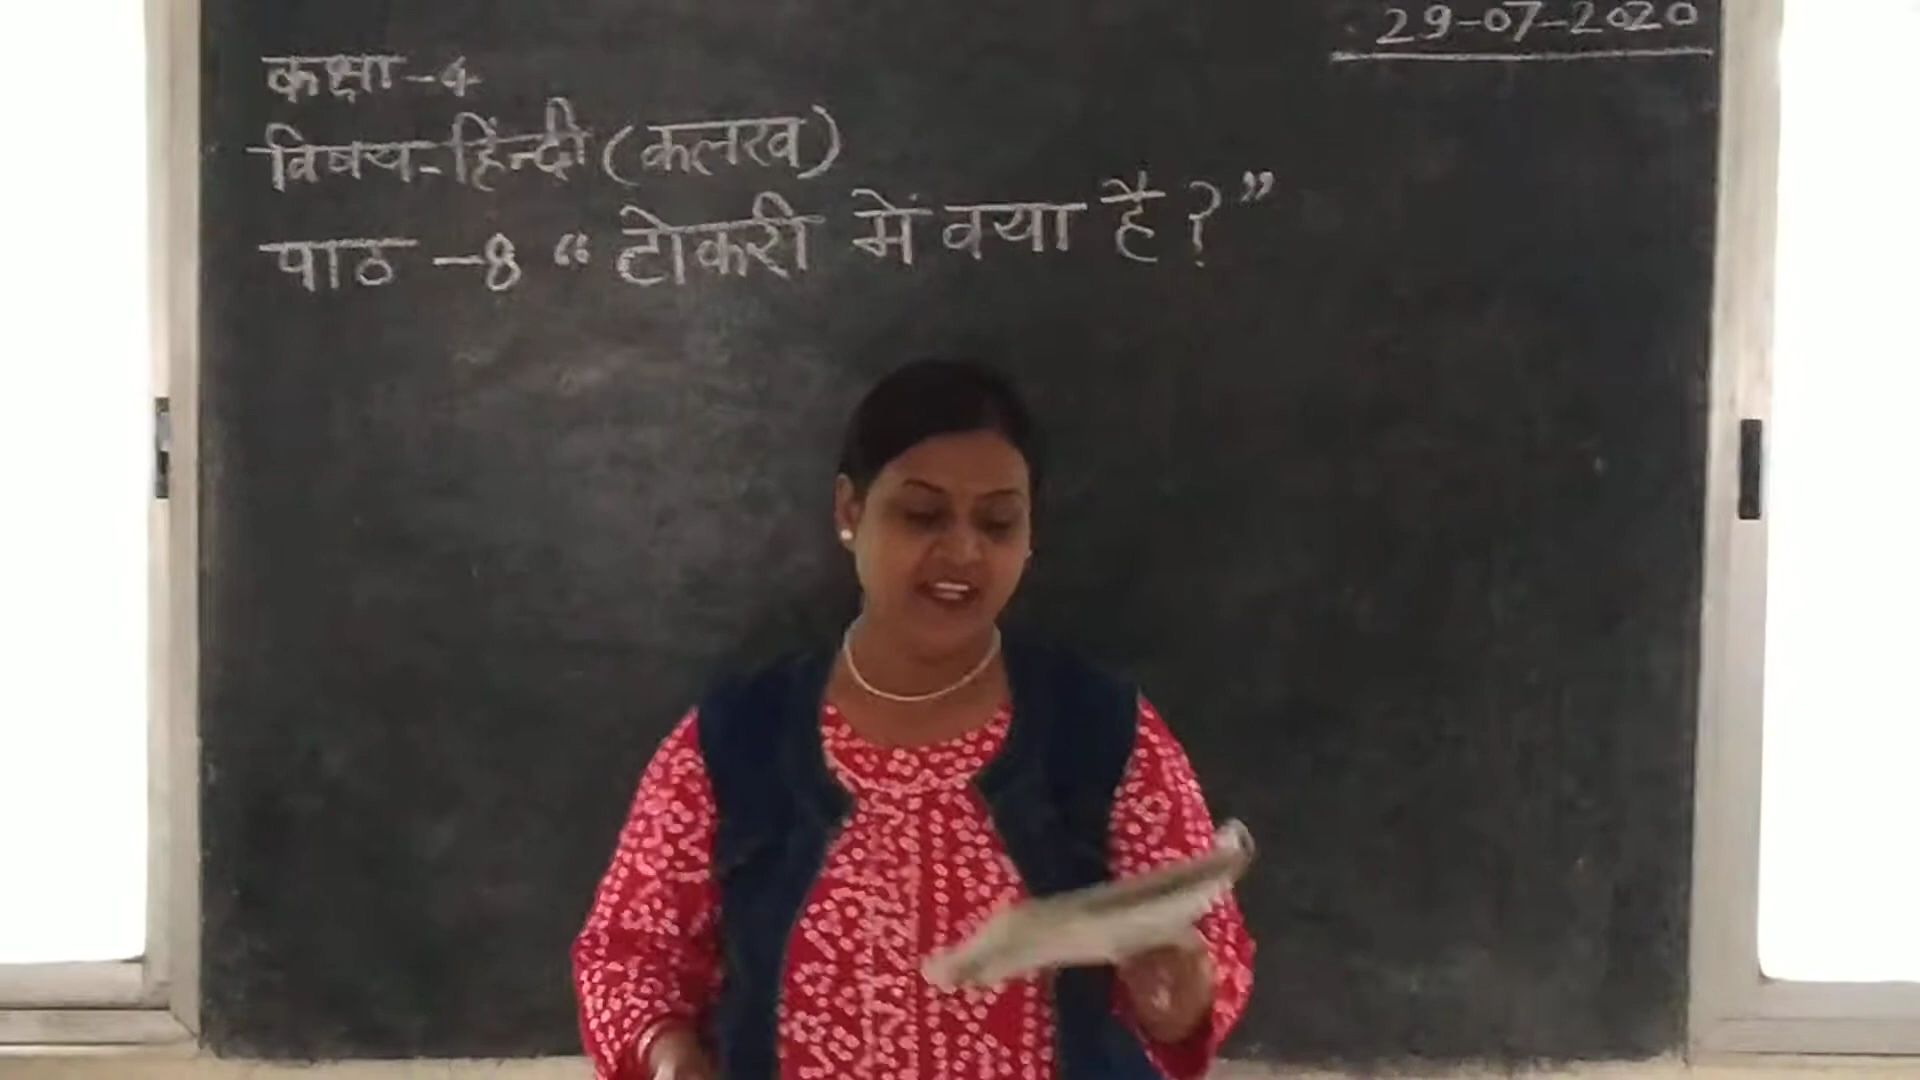 29-07-2020
कक्षा-4
विषय-हिन्दी (कलरव)
पाठ -8 “ टोकरी में क्या है ? ”